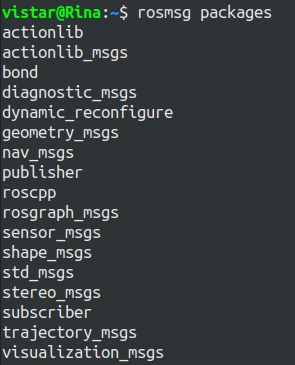 vistar@Rina:~$ rosmsg packages
actionlib
actionlib_msgs
bond
diagnostic_msgs
dynamic_reconfigure
geometry_msgs
nav_msgs
publisher
roscpp
rosgraph_msgs
sensor_msgs
shape_msgs
std_msgs
stereo_msgs
subscriber
trajectory_msgs
visualization_msgs